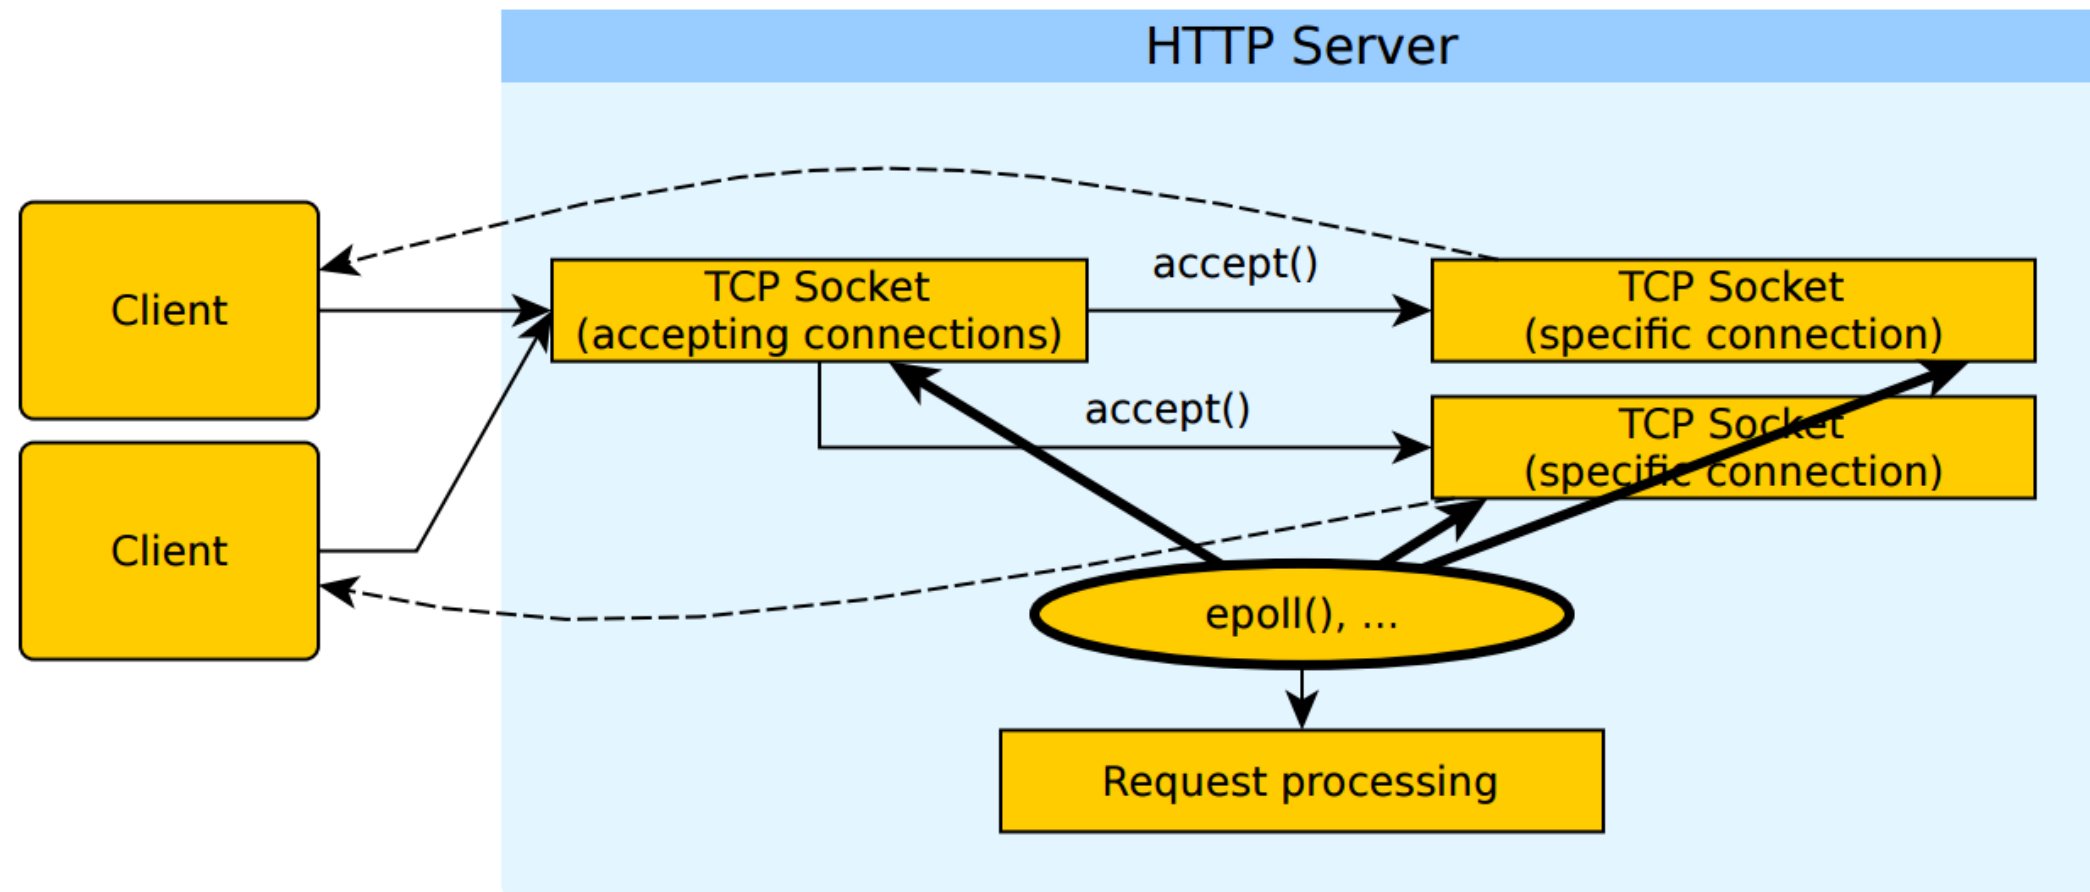 HTTP Server
Client
TCP Socket
(accepting connections)
accept()
TCP Socket
(specific connection)
accept()
TCP Socket
(specific connection)
Client
epoll(), ...
Request processing